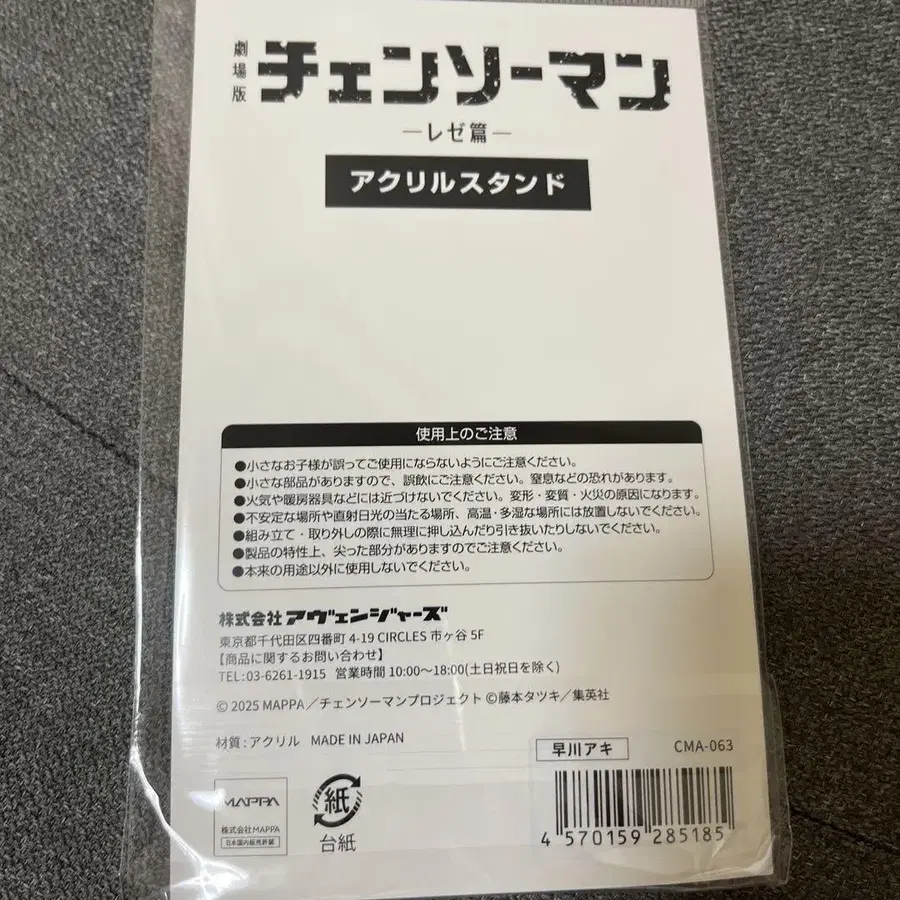 劇場版
チェンソーマン
―レゼ篇―
アクリルスタンド
使用上のご注意
●小さなお子様が誤ってご使用にならないようにご注意ください。
●小さな部品がありますので、誤飲にご注意ください。窒息などの恐れがあります。
●火気や暖房器具などには近づけないでください。変形・変質・火災の原因になります。
●不安定な場所や直射日光の当たる場所、高温・多湿な場所には放置しないでください。
●組み立て・取り外しの際に無理に押し込んだり引き抜いたりしないでください。
●製品の特性上、尖った部分がありますのでご注意ください。
●本来の用途以外に使用しないでください。
株式会社アヴェンジャーズ
東京都千代田区四番町 4-19 CIRCLES 市ヶ谷 5F
【商品に関するお問い合わせ】
TEL:03-6261-1915 営業時間 10:00〜18:00(土日祝日を除く)
© 2025 MAPPA／チェンソーマンプロジェクト ©藤本タツキ／集英社
材質:アクリル MADE IN JAPAN
早川アキ CMA-063
MAPPA
株式会社MAPPA
日本国内販売許諾
紙
台紙
4 570159 285185